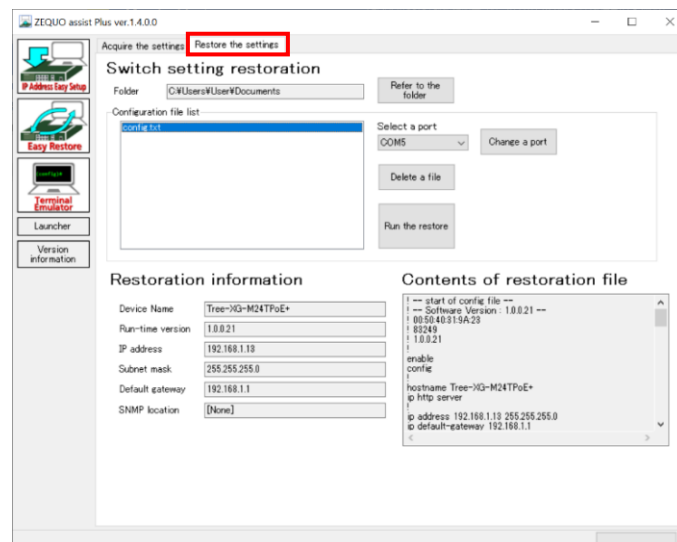 ZEQUO assist Plus ver.1.4.0.0
Acquire the settings
Restore the settings
IP Address Easy Setup
Easy Restore
Terminal
Emulator
Launcher
Version
information
Switch setting restoration
Folder
C:¥Users¥User¥Documents
Refer to the
folder
Configuration file list
config.txt
Select a port
COM5
Change a port
Delete a file
Run the restore
Restoration information
Device Name
Tree-XG-M24TPoE+
Run-time version
1.0.0.21
IP address
192.168.1.13
Subnet mask
255.255.255.0
Default gateway
192.168.1.1
SNMP location
[None]
Contents of restoration file
! -- start of config file --
! -- Software Version : 1.0.0.21 --
! 00:50:40:31:9A:23
! 83249
! 1.0.0.21
!
enable
config
!
hostname Tree-XG-M24TPoE+
ip http server
!
ip address 192.168.1.13 255.255.255.0
ip default-gateway 192.168.1.1